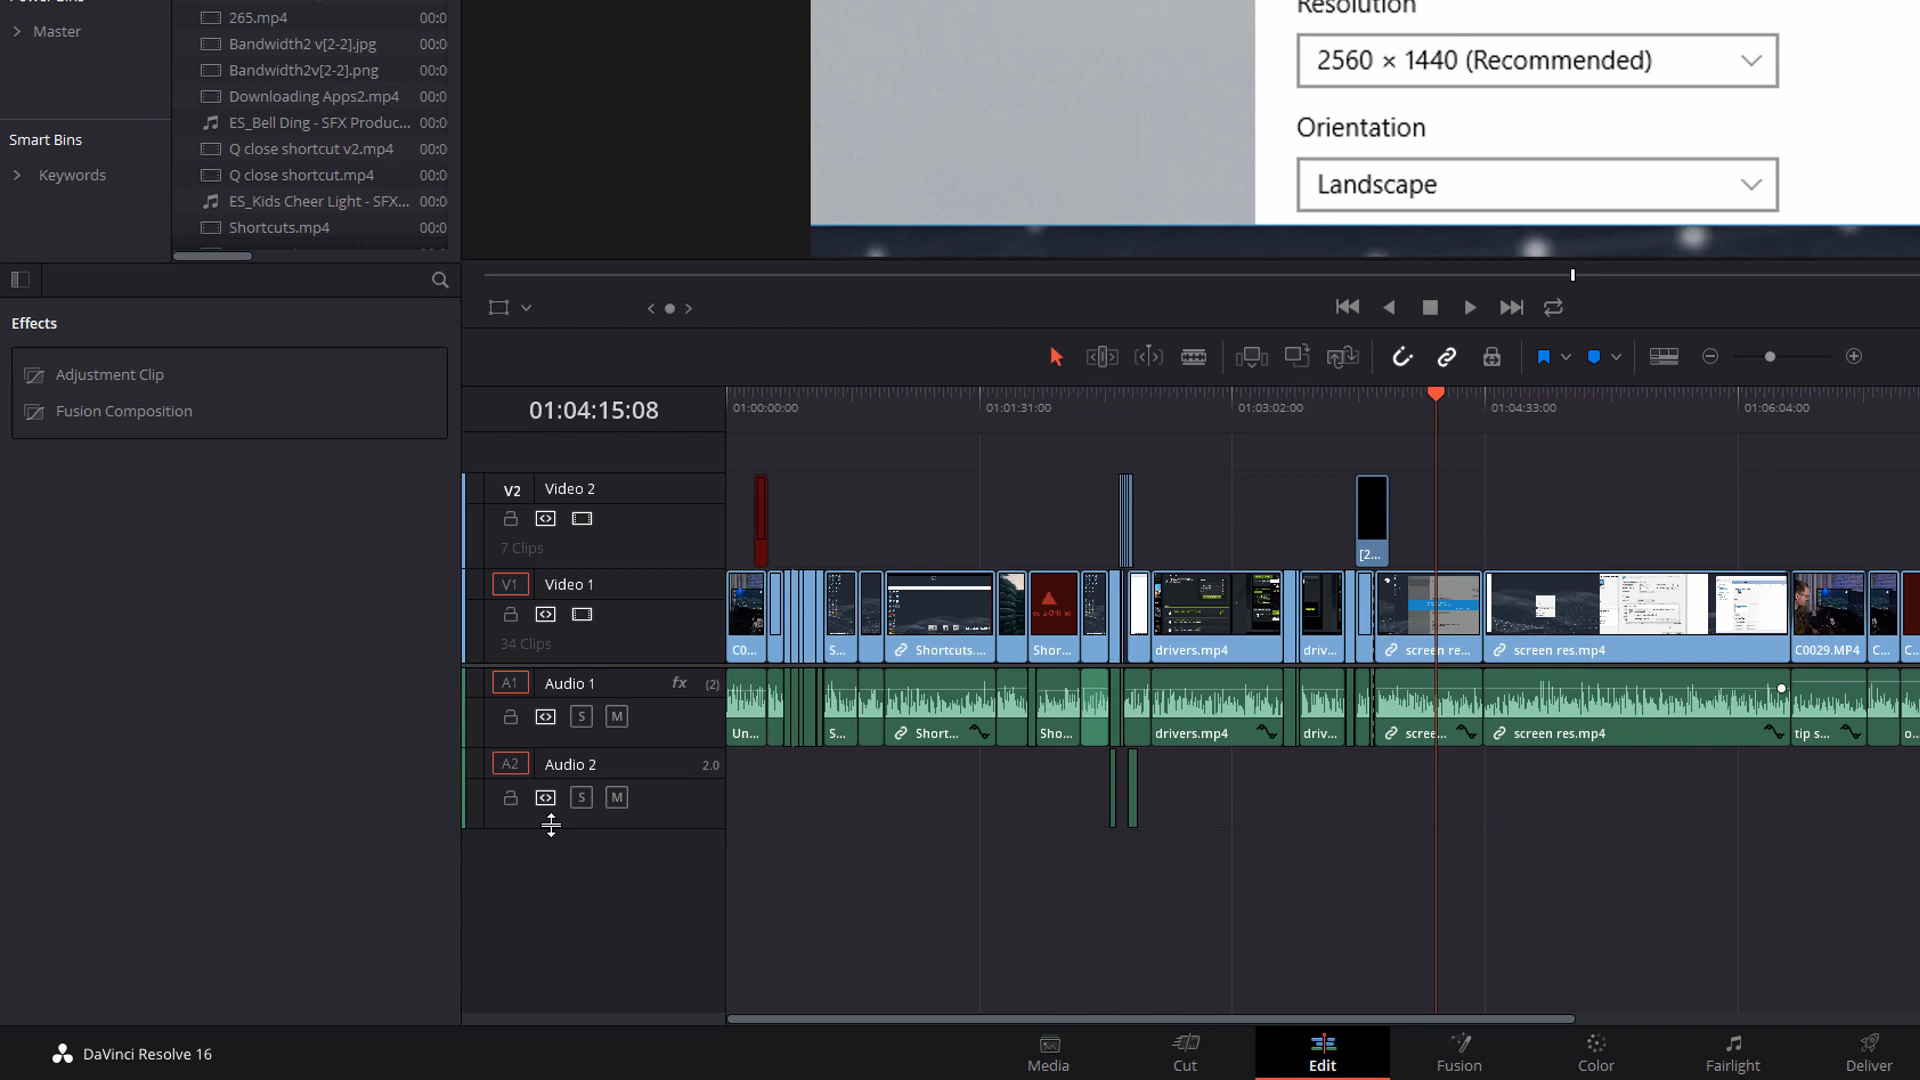 Master
265.mp4
00:0
Bandwidth2 v[2-2].jpg
00:0
Bandwidth2v[2-2].png
00:0
Downloading Apps2.mp4
00:0
ES_Bell Ding - SFX Produc...
00:0
Q close shortcut v2.mp4
00:0
Q close shortcut.mp4
00:0
ES_Kids Cheer Light - SFX...
00:0
Shortcuts.mp4
00:0
Smart Bins
Keywords
Resolution
2560 × 1440 (Recommended)
Orientation
Landscape
Effects
Adjustment Clip
Fusion Composition
01:04:15:08
01:00:00:00
01:01:31:00
01:03:02:00
01:04:33:00
01:06:04:00
V2 Video 2
7 Clips
[2...
V1 Video 1
34 Clips
C0...
S...
Shortcuts....
Shor...
drivers.mp4
driv...
screen re...
screen res.mp4
C0029.MP4
C...
C...
A1 Audio 1 fx (2)
S M
Un...
S...
Short...
Sho...
drivers.mp4
driv...
scree...
screen res.mp4
tip s...
o...
A2 Audio 2 2.0
S M
DaVinci Resolve 16
Media
Cut
Edit
Fusion
Color
Fairlight
Deliver